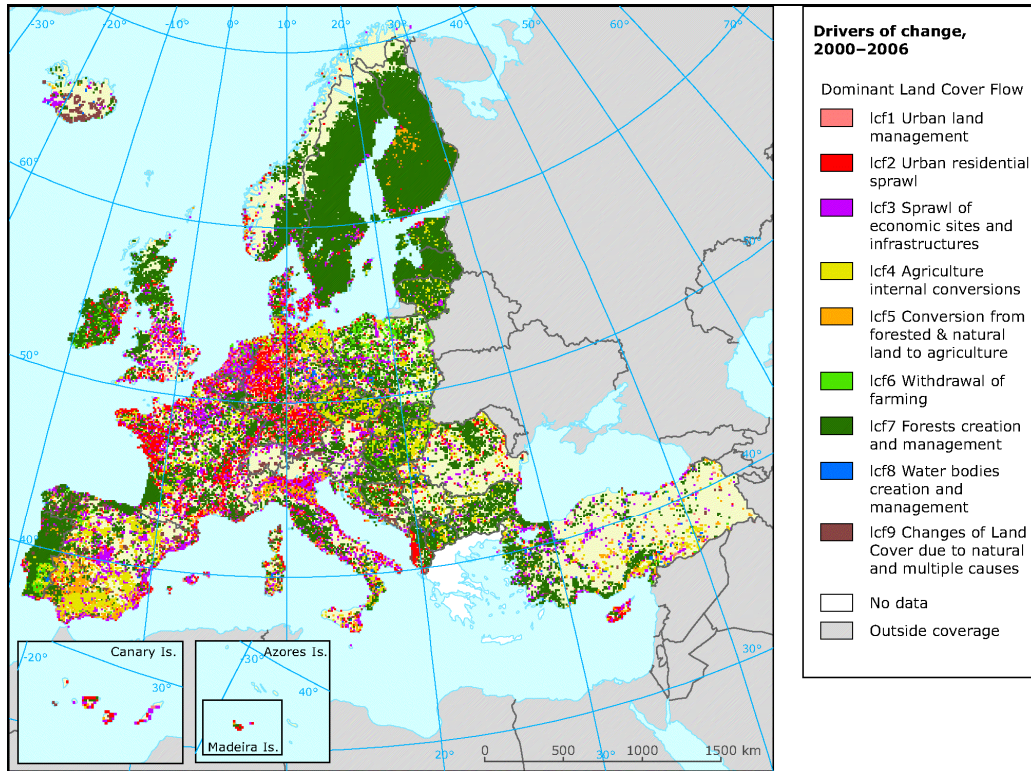 -30°
-20°
-10°
0°
10°
20°
30°
40°
50°
60°
70°
60°
50°
50°
40°
40°
30°
20°
30°
Canary Is.
-20°
30°
Azores Is.
-30°
40°
Madeira Is.
0 500 1000 1500 km
Drivers of change,
2000–2006
Dominant Land Cover Flow
lcf1 Urban land
management
lcf2 Urban residential
sprawl
lcf3 Sprawl of
economic sites and
infrastructures
lcf4 Agriculture
internal conversions
lcf5 Conversion from
forested & natural
land to agriculture
lcf6 Withdrawal of
farming
lcf7 Forests creation
and management
lcf8 Water bodies
creation and
management
lcf9 Changes of Land
Cover due to natural
and multiple causes
No data
Outside coverage